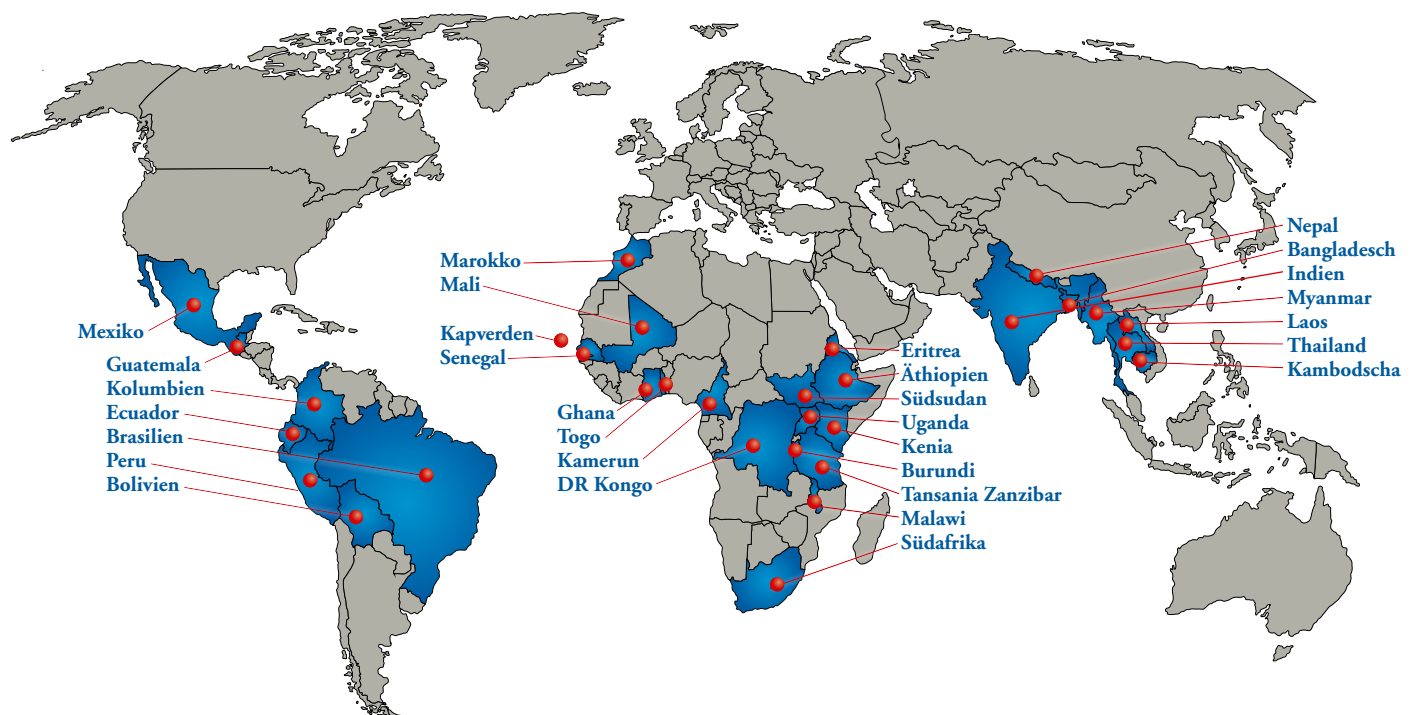 Mexiko
Guatemala
Kolumbien
Ecuador
Brasilien
Peru
Bolivien
Marokko
Mali
Kapverden
Senegal
Ghana
Togo
Kamerun
DR Kongo
Eritrea
Äthiopien
Südsudan
Uganda
Kenia
Burundi
Tansania Zanzibar
Malawi
Südafrika
Nepal
Bangladesch
Indien
Myanmar
Laos
Thailand
Kambodscha